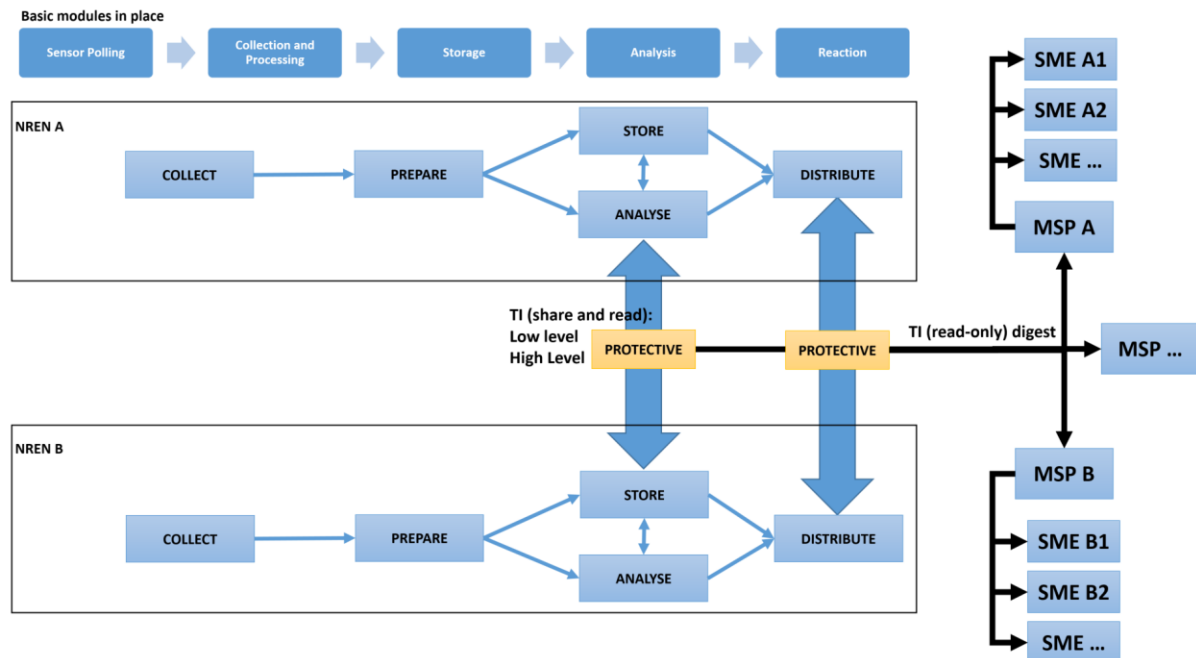 Basic modules in place
Sensor Polling
Collection and
Processing
Storage
Analysis
Reaction
NREN A
COLLECT
PREPARE
STORE
ANALYSE
DISTRIBUTE
SME A1
SME A2
SME ...
MSP A
TI (share and read):
Low level
High Level
PROTECTIVE
PROTECTIVE
TI (read-only) digest
MSP ...
NREN B
COLLECT
PREPARE
STORE
ANALYSE
DISTRIBUTE
MSP B
SME B1
SME B2
SME ...